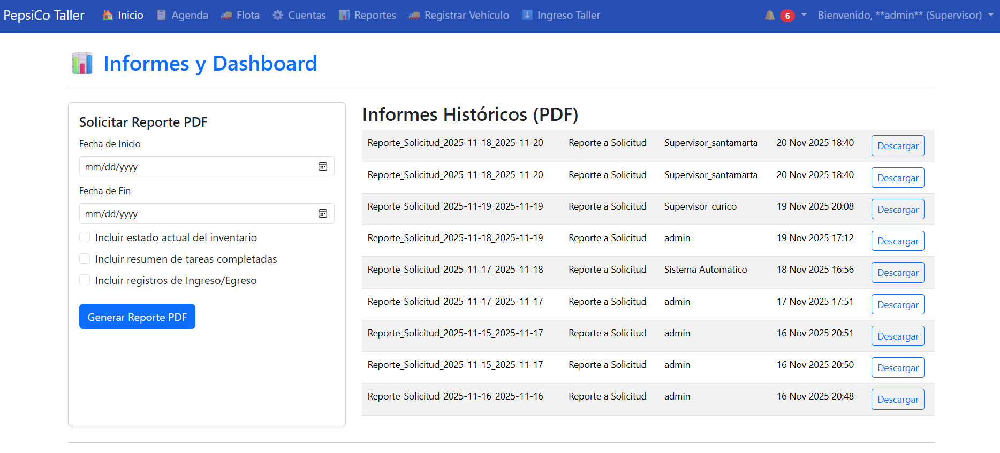 PepsiCo Taller Inicio Agenda Flota Cuentas Reportes Registrar Vehículo Ingreso Taller 6 Bienvenido, **admin** (Supervisor)
Informes y Dashboard
Solicitar Reporte PDF
Fecha de Inicio
mm/dd/yyyy
Fecha de Fin
mm/dd/yyyy
Incluir estado actual del inventario
Incluir resumen de tareas completadas
Incluir registros de Ingreso/Egreso
Generar Reporte PDF
Informes Históricos (PDF)
Reporte_Solicitud_2025-11-18_2025-11-20 Reporte a Solicitud Supervisor_santamarta 20 Nov 2025 18:40 Descargar
Reporte_Solicitud_2025-11-18_2025-11-20 Reporte a Solicitud Supervisor_santamarta 20 Nov 2025 18:40 Descargar
Reporte_Solicitud_2025-11-19_2025-11-19 Reporte a Solicitud Supervisor_curico 19 Nov 2025 20:08 Descargar
Reporte_Solicitud_2025-11-18_2025-11-19 Reporte a Solicitud admin 19 Nov 2025 17:12 Descargar
Reporte_Solicitud_2025-11-17_2025-11-18 Reporte a Solicitud Sistema Automático 18 Nov 2025 16:56 Descargar
Reporte_Solicitud_2025-11-17_2025-11-17 Reporte a Solicitud admin 17 Nov 2025 17:51 Descargar
Reporte_Solicitud_2025-11-15_2025-11-17 Reporte a Solicitud admin 16 Nov 2025 20:51 Descargar
Reporte_Solicitud_2025-11-15_2025-11-17 Reporte a Solicitud admin 16 Nov 2025 20:50 Descargar
Reporte_Solicitud_2025-11-16_2025-11-16 Reporte a Solicitud admin 16 Nov 2025 20:48 Descargar